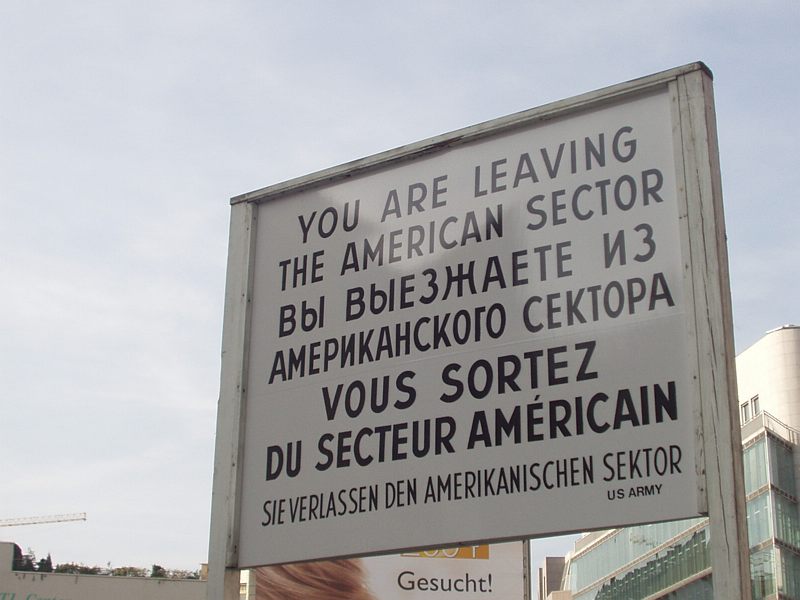 YOU ARE LEAVING
THE AMERICAN SECTOR
ВЫ ВЫЕЗЖАЕТЕ ИЗ
АМЕРИКАНСКОГО СЕКТОРА
VOUS SORTEZ
DU SECTEUR AMÉRICAIN
SIE VERLASSEN DEN AMERIKANISCHEN SEKTOR
US ARMY
Gesucht!